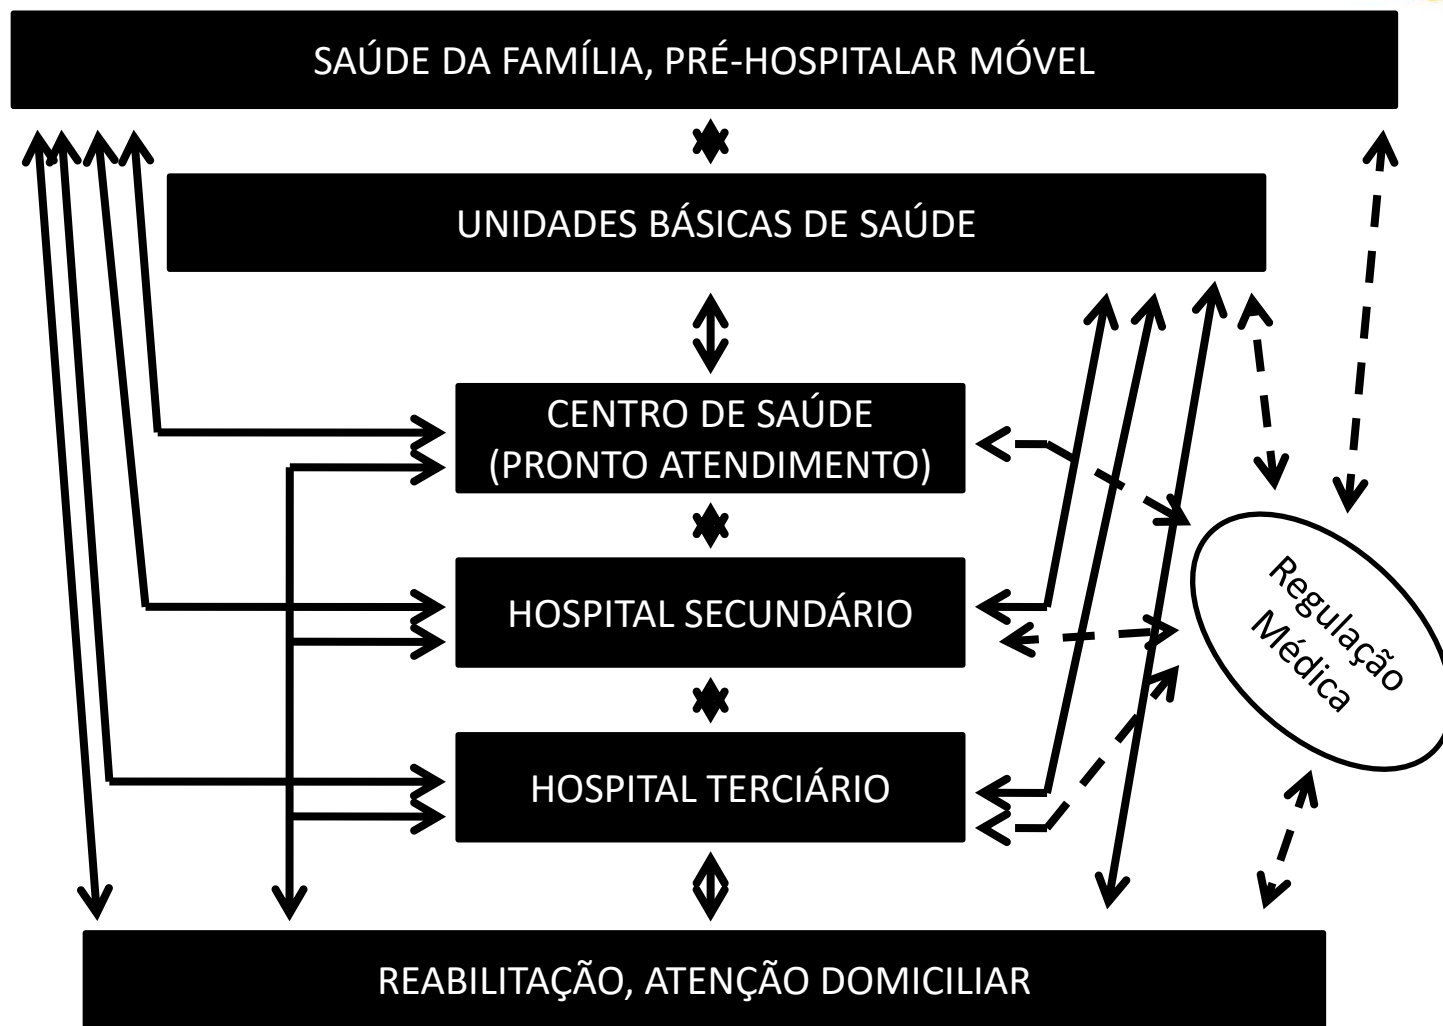 SAÚDE DA FAMÍLIA, PRÉ-HOSPITALAR MÓVEL
UNIDADES BÁSICAS DE SAÚDE
CENTRO DE SAÚDE
(PRONTO ATENDIMENTO)
HOSPITAL SECUNDÁRIO
Regulação
Médica
HOSPITAL TERCIÁRIO
REABILITAÇÃO, ATENÇÃO DOMICILIAR